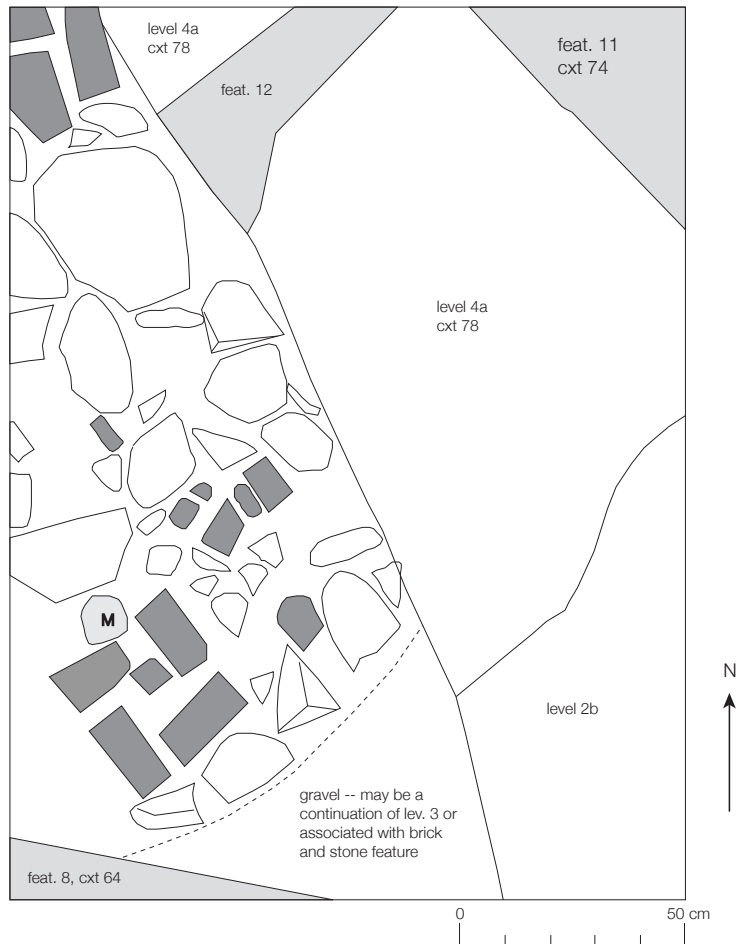 level 4a
cxt 78
feat. 12
feat. 11
cxt 74
level 4a
cxt 78
M
N
level 2b
gravel -- may be a
continuation of lev. 3 or
associated with brick
and stone feature
feat. 8, cxt 64
0
50 cm